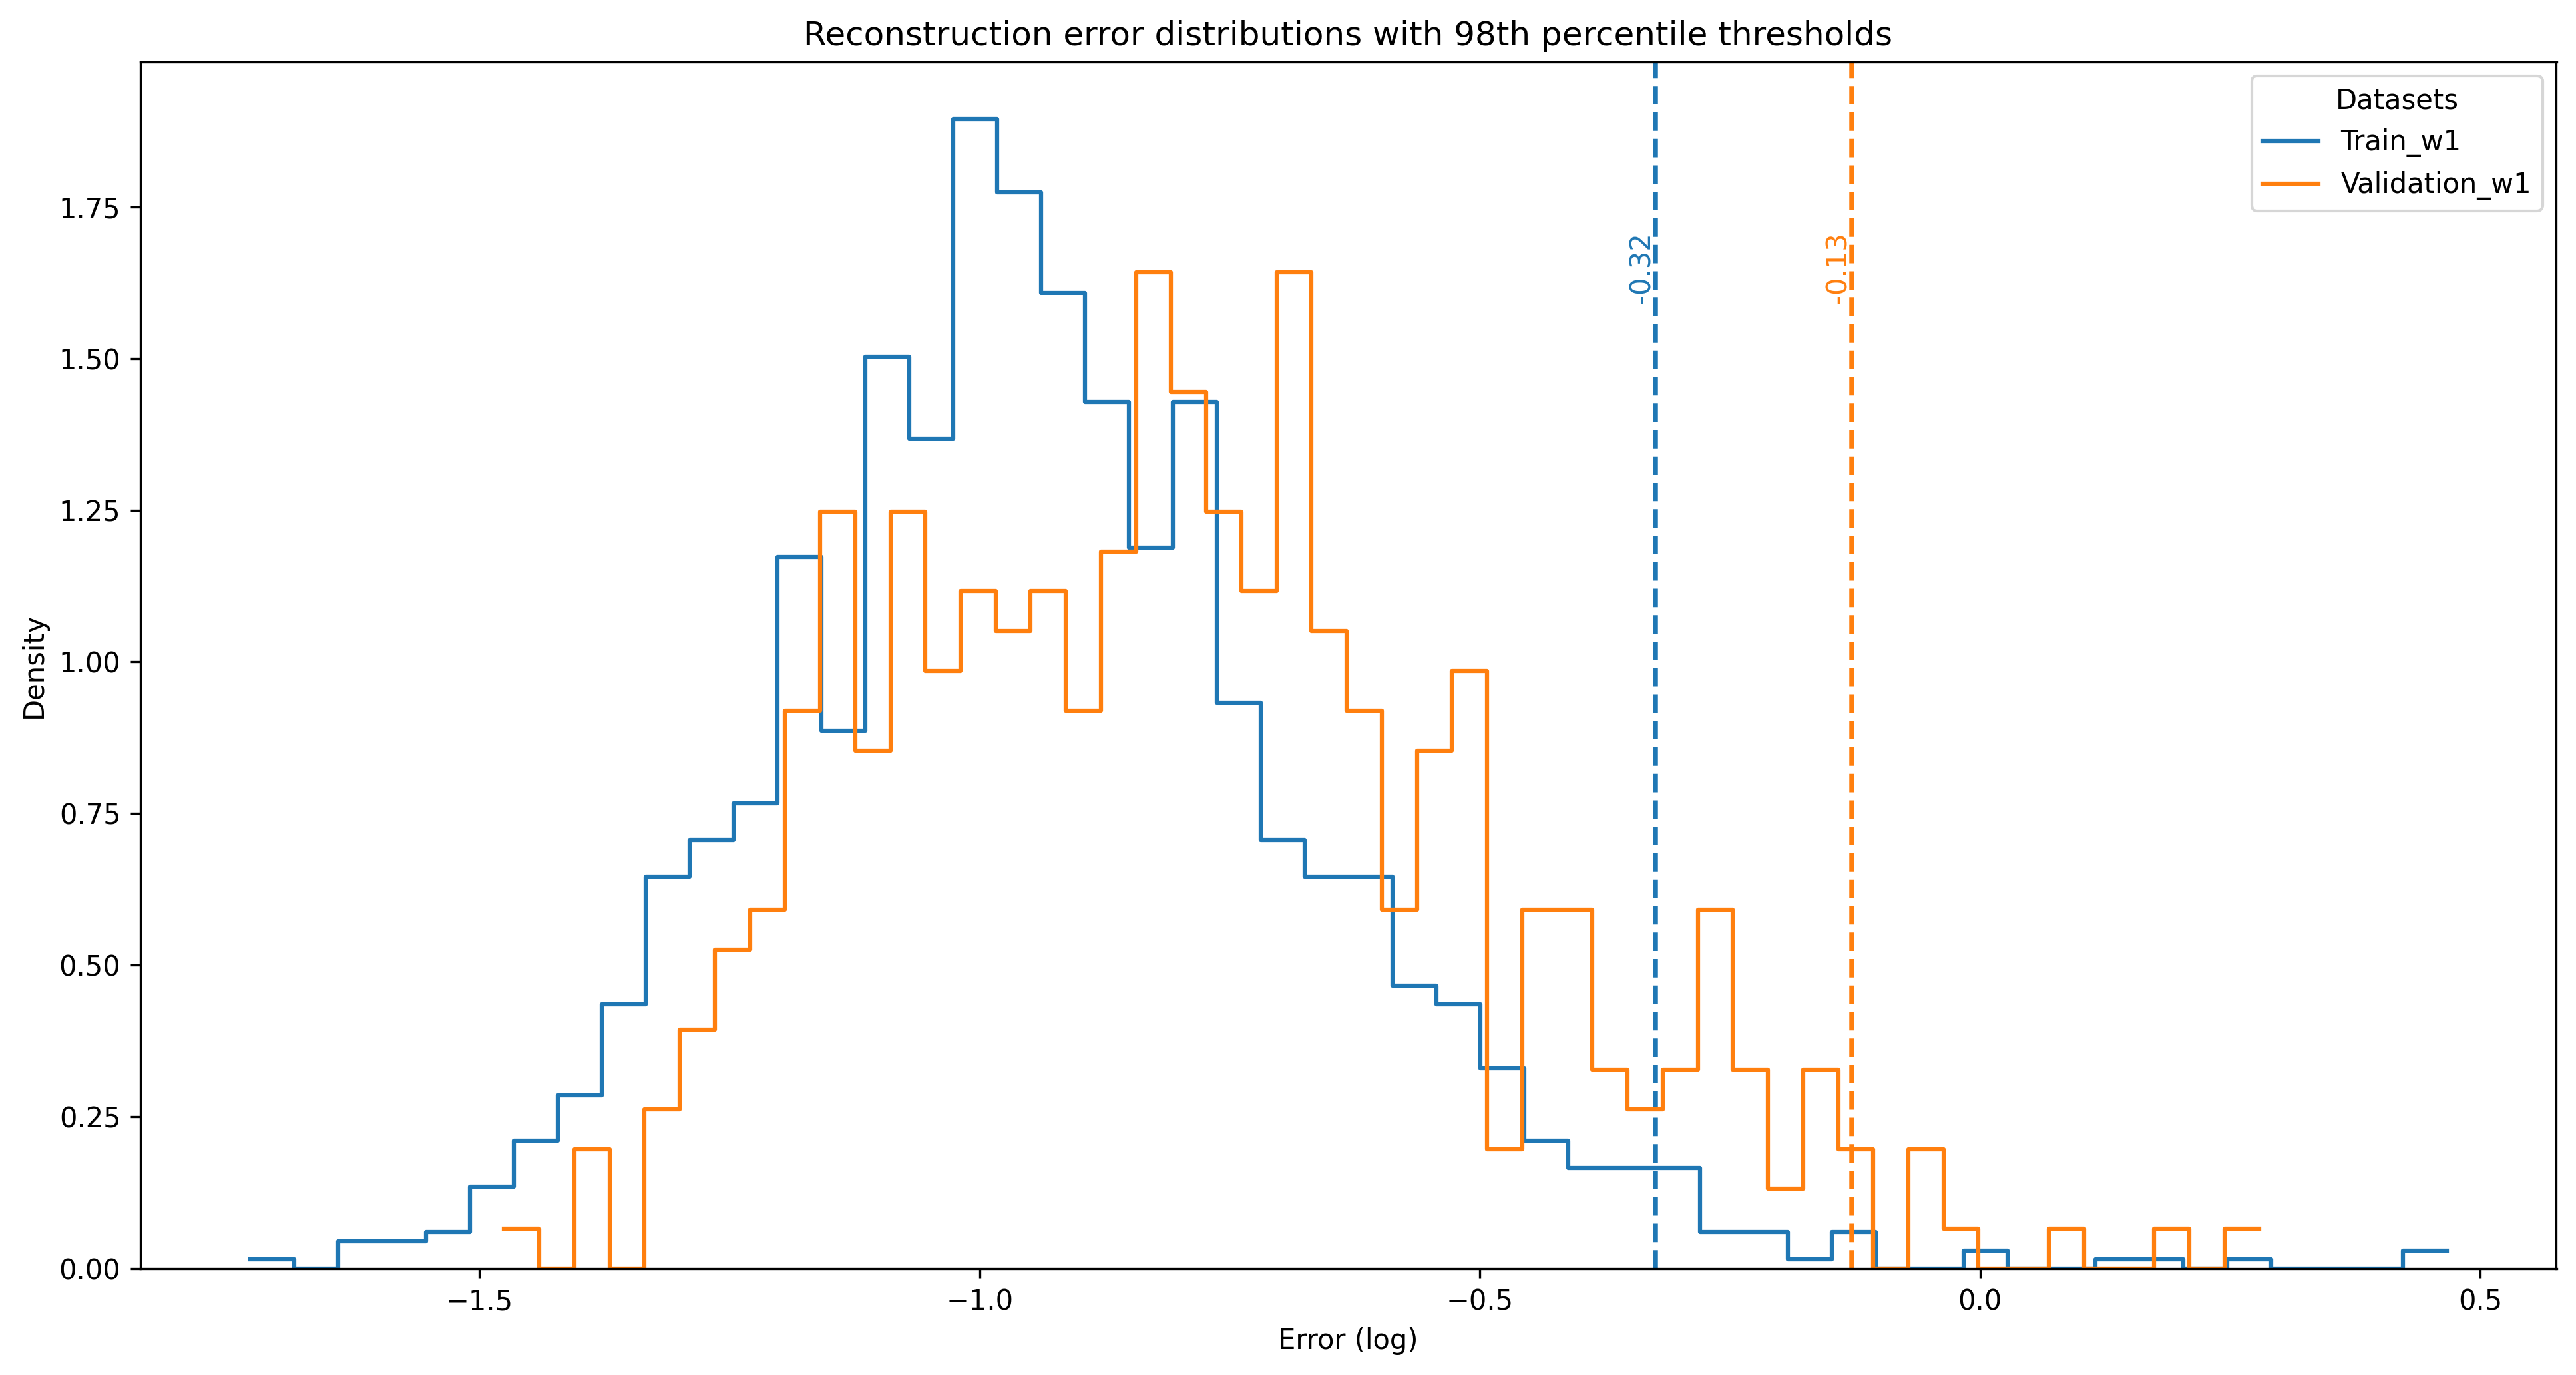 Reconstruction error distributions with 98th percentile thresholds
Datasets
Train_w1
Validation_w1
-0.32
-0.13
1.75
1.50
1.25
1.00
0.75
0.50
0.25
0.00
Density
−1.5
−1.0
−0.5
0.0
0.5
Error (log)